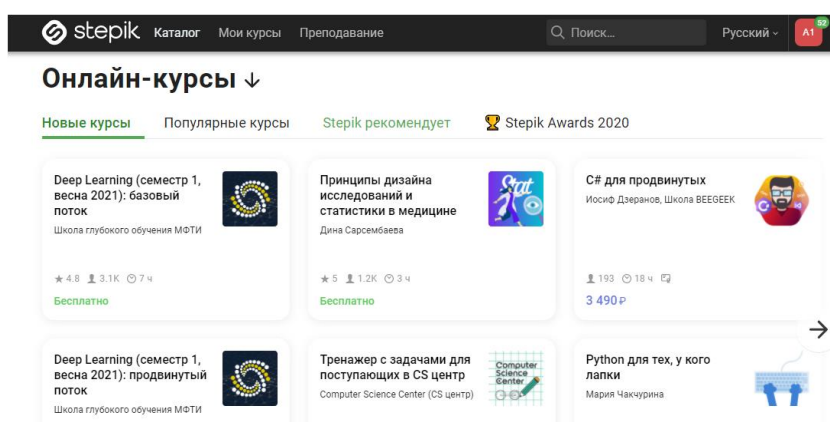 stepik Каталог Мои курсы Преподавание Поиск... Русский A1 52
Онлайн-курсы ↓
Новые курсы Популярные курсы Stepik рекомендует Stepik Awards 2020
Deep Learning (семестр 1,
весна 2021): базовый
поток
Школа глубокого обучения МФТИ
4.8 3.1K 7 ч
Бесплатно
Принципы дизайна
исследований и
статистики в медицине
Дина Сарсембаева
5 1.2K 3 ч
Бесплатно
Stat
C# для продвинутых
Иосиф Дзеранов, Школа BEEGEEK
193 18 ч
3 490 ₽
Deep Learning (семестр 1,
весна 2021): продвинутый
поток
Школа глубокого обучения МФТИ
Тренажер с задачами для
поступающих в CS центр
Computer Science Center (CS центр)
Computer
Science
Center
Python для тех, у кого
лапки
Мария Чакчурина